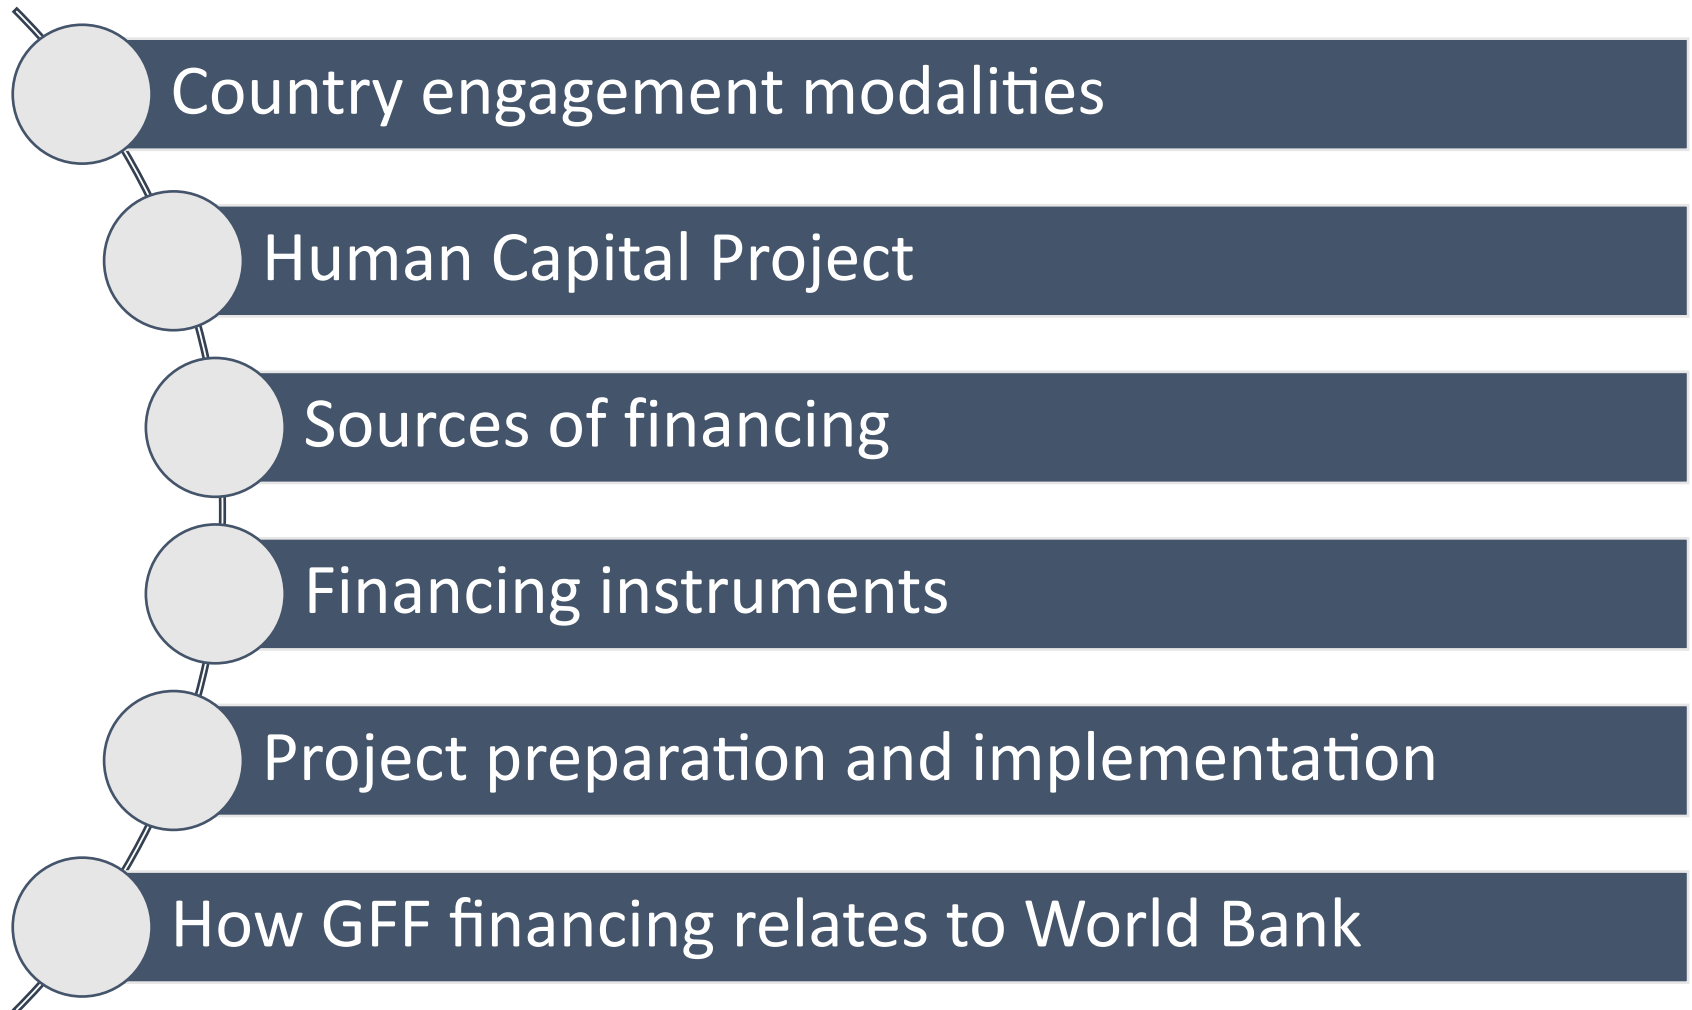 Country engagement modalities
Human Capital Project
Sources of financing
Financing instruments
Project preparation and implementation
How GFF financing relates to World Bank